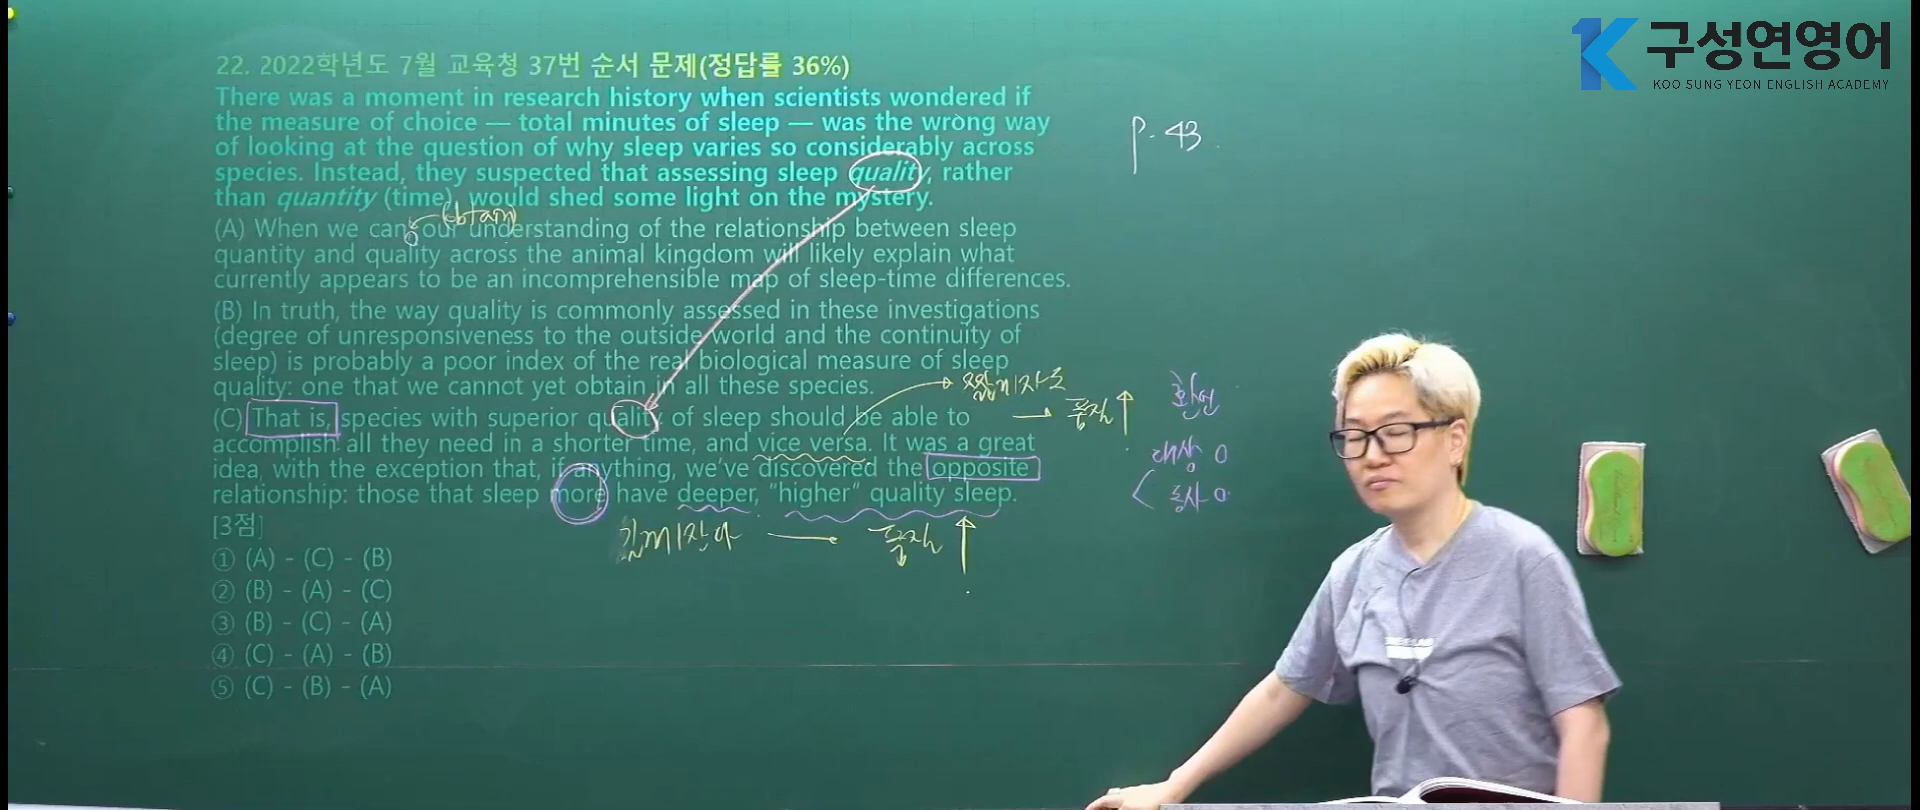 구성연영어
KOO SUNG YEON ENGLISH ACADEMY
22. 2022학년도 7월 교육청 37번 순서 문제(정답률 36%)
There was a moment in research history when scientists wondered if
the measure of choice — total minutes of sleep — was the wrong way
of looking at the question of why sleep varies so considerably across
species. Instead, they suspected that assessing sleep quality, rather
than quantity (time), would shed some light on the mystery.
(obtain)
(A) When we can our understanding of the relationship between sleep
quantity and quality across the animal kingdom will likely explain what
currently appears to be an incomprehensible map of sleep-time differences.
(B) In truth, the way quality is commonly assessed in these investigations
(degree of unresponsiveness to the outside world and the continuity of
sleep) is probably a poor index of the real biological measure of sleep
quality: one that we cannot yet obtain in all these species.
(C) That is, species with superior quality of sleep should be able to
accomplish all they need in a shorter time, and vice versa. It was a great
idea, with the exception that, if anything, we've discovered the opposite
relationship: those that sleep more have deeper, "higher" quality sleep.
[3점]
① (A) - (C) - (B)
② (B) - (A) - (C)
③ (B) - (C) - (A)
④ (C) - (A) - (B)
⑤ (C) - (B) - (A)
p. 43
짧게자도
환언
대상 O
동사 O